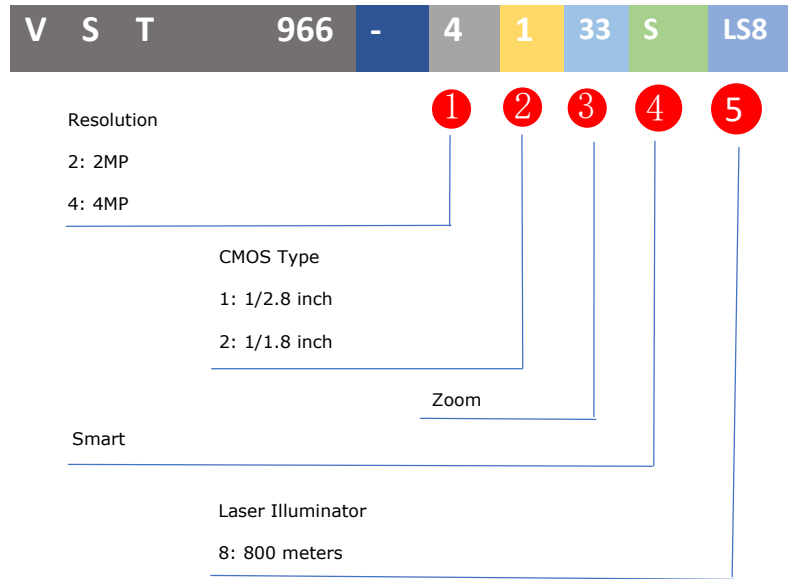 V S T 966 - 4 1 33 S LS8
1 2 3 4 5
Resolution
2: 2MP
4: 4MP
CMOS Type
1: 1/2.8 inch
2: 1/1.8 inch
Zoom
Smart
Laser Illuminator
8: 800 meters